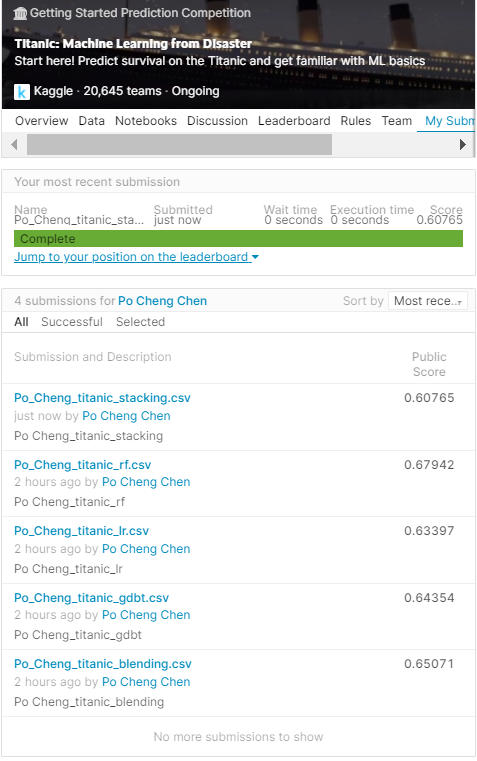 Getting Started Prediction Competition
Titanic: Machine Learning from Disaster
Start here! Predict survival on the Titanic and get familiar with ML basics
k Kaggle · 20,645 teams · Ongoing
Overview Data Notebooks Discussion Leaderboard Rules Team My Subm
Your most recent submission
Name Submitted Wait time Execution time Score
Po_Cheng_titanic_sta... just now 0 seconds 0 seconds 0.60765
Complete
Jump to your position on the leaderboard
4 submissions for Po Cheng Chen Sort by Most rece...
All Successful Selected
Submission and Description Public
Score
Po_Cheng_titanic_stacking.csv 0.60765
just now by Po Cheng Chen
Po Cheng_titanic_stacking
Po_Cheng_titanic_rf.csv 0.67942
2 hours ago by Po Cheng Chen
Po Cheng_titanic_rf
Po_Cheng_titanic_lr.csv 0.63397
2 hours ago by Po Cheng Chen
Po Cheng_titanic_lr
Po_Cheng_titanic_gdbt.csv 0.64354
2 hours ago by Po Cheng Chen
Po Cheng_titanic_gdbt
Po_Cheng_titanic_blending.csv 0.65071
2 hours ago by Po Cheng Chen
Po Cheng_titanic_blending
No more submissions to show